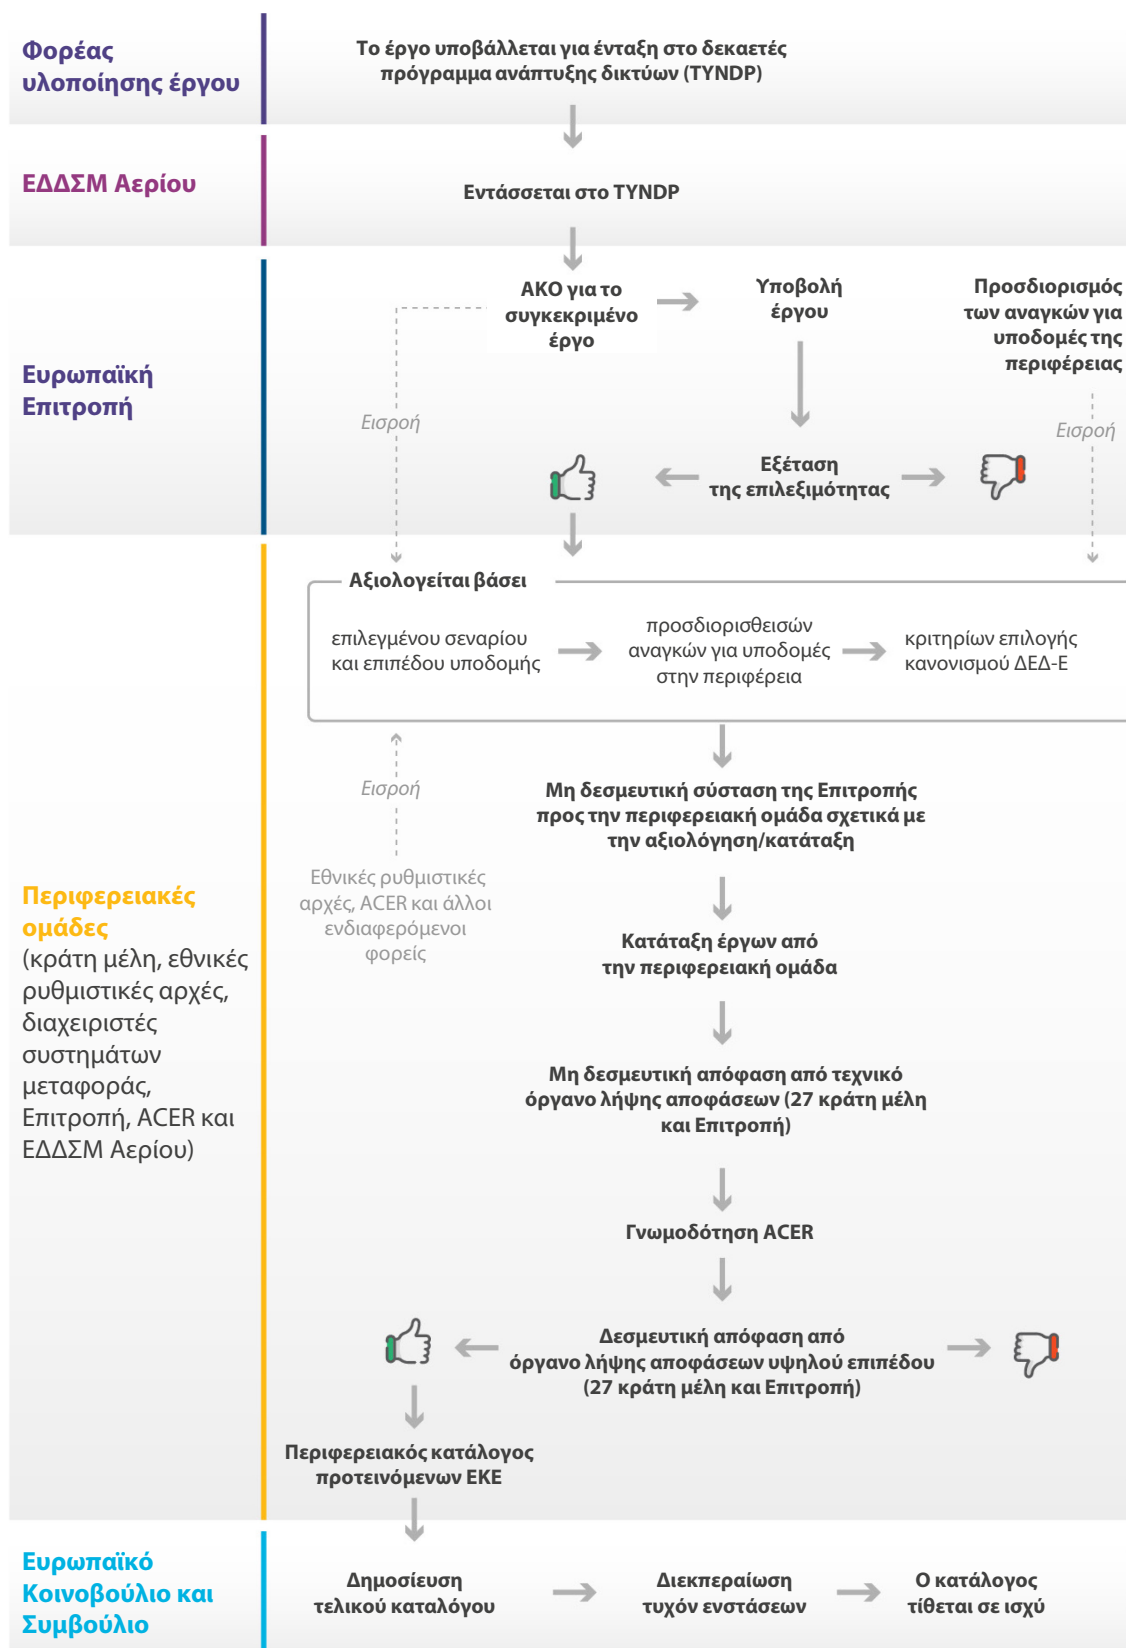 Φορέας
υλοποίησης έργου
Το έργο υποβάλλεται για ένταξη στο δεκαετές
πρόγραμμα ανάπτυξης δικτύων (TYNDP)
ΕΔΔΣΜ Αερίου
Εντάσσεται στο TYNDP
Ευρωπαϊκή
Επιτροπή
ΑΚΟ για το
συγκεκριμένο
έργο
Υποβολή
έργου
Προσδιορισμός
των αναγκών για
υποδομές της
περιφέρειας
Εισροή
Εισροή
Εξέταση
της επιλεξιμότητας
Περιφερειακές
ομάδες
(κράτη μέλη, εθνικές
ρυθμιστικές αρχές,
διαχειριστές
συστημάτων
μεταφοράς,
Επιτροπή, ACER και
ΕΔΔΣΜ Αερίου)
Αξιολογείται βάσει
επιλεγμένου σεναρίου
και επιπέδου υποδομής
προσδιορισθεισών
αναγκών για υποδομές
στην περιφέρεια
κριτηρίων επιλογής
κανονισμού ΔΕΔ-Ε
Εισροή
Εθνικές ρυθμιστικές
αρχές, ACER και άλλοι
ενδιαφερόμενοι
φορείς
Μη δεσμευτική σύσταση της Επιτροπής
προς την περιφερειακή ομάδα σχετικά με
την αξιολόγηση/κατάταξη
Κατάταξη έργων από
την περιφερειακή ομάδα
Μη δεσμευτική απόφαση από τεχνικό
όργανο λήψης αποφάσεων (27 κράτη μέλη
και Επιτροπή)
Γνωμοδότηση ACER
Δεσμευτική απόφαση από
όργανο λήψης αποφάσεων υψηλού επιπέδου
(27 κράτη μέλη και Επιτροπή)
Περιφερειακός κατάλογος
προτεινόμενων ΕΚΕ
Ευρωπαϊκό
Κοινοβούλιο και
Συμβούλιο
Δημοσίευση
τελικού καταλόγου
Διεκπεραίωση
τυχόν ενστάσεων
Ο κατάλογος
τίθεται σε ισχύ